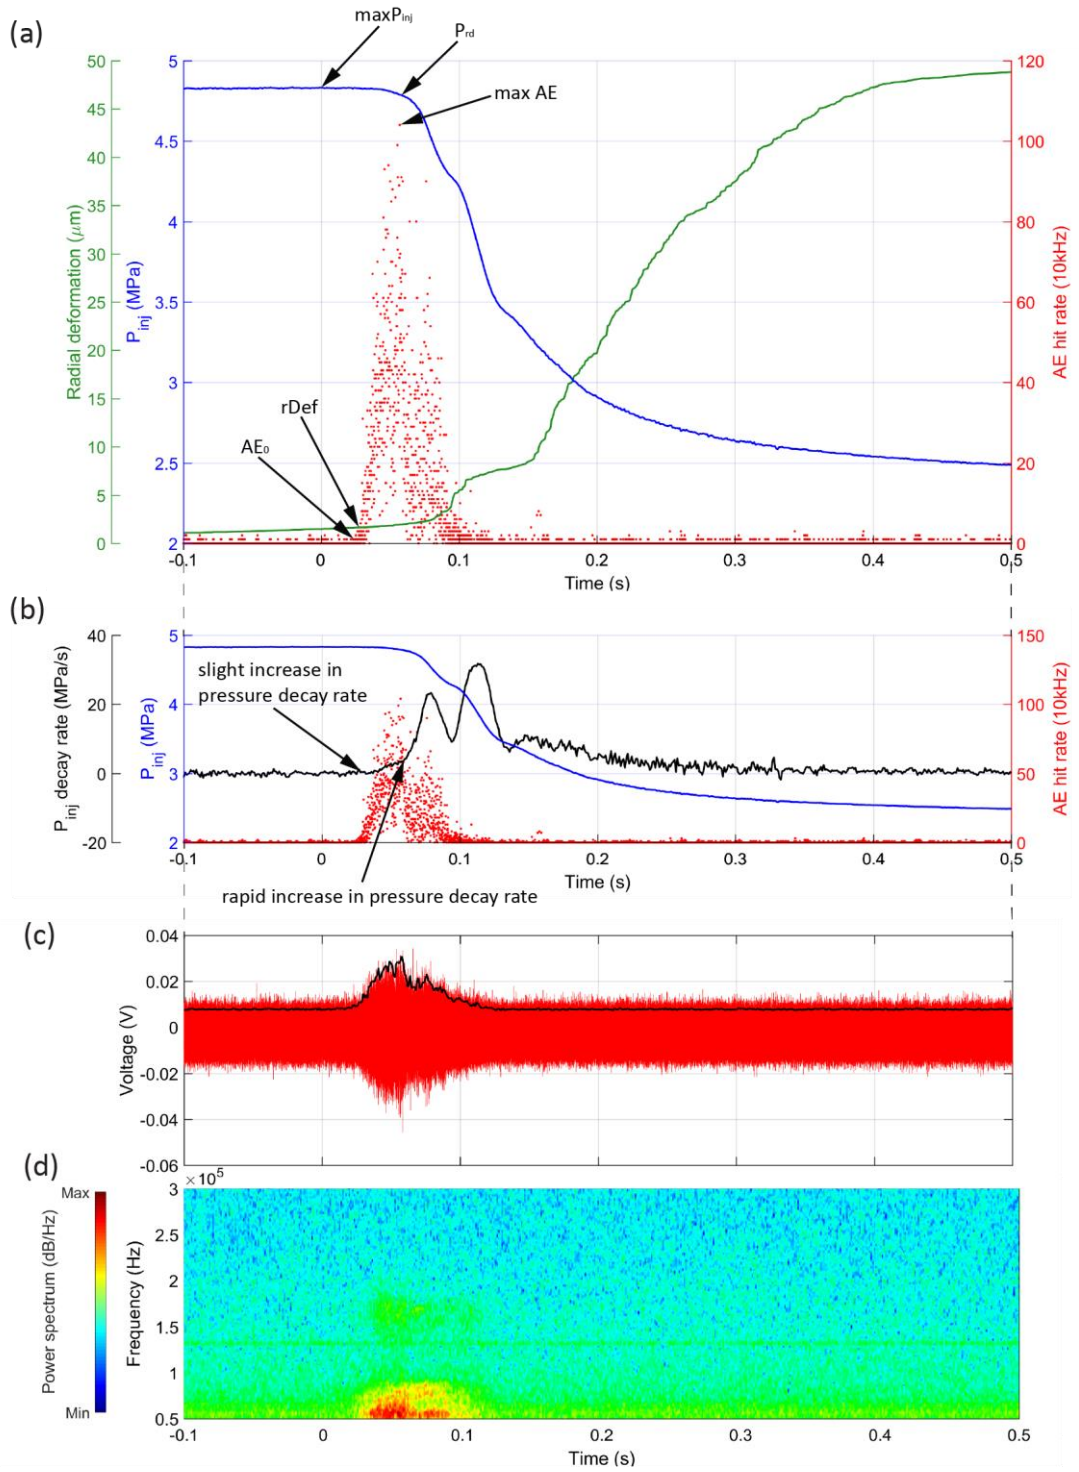 (a)
maxPinj
Prd
max AE
rDef
AE0
50
45
40
35
30
25
20
15
10
5
0
Radial deformation (μm)
5
4.5
4
3.5
3
2.5
2
Pinj (MPa)
120
100
80
60
40
20
0
AE hit rate (10kHz)
-0.1
0
0.1
0.2
0.3
0.4
0.5
Time (s)
(b)
40
20
0
-20
Pinj decay rate (MPa/s)
5
4
3
2
Pinj (MPa)
slight increase in
pressure decay rate
rapid increase in pressure decay rate
150
100
50
0
AE hit rate (10kHz)
-0.1
0
0.1
0.2
0.3
0.4
0.5
Time (s)
(c)
0.04
0.02
0
-0.02
-0.04
-0.06
Voltage (V)
(d)
Max
Min
Power spectrum (dB/Hz)
×10^5
3
2.5
2
1.5
1
0.5
Frequency (Hz)
-0.1
0
0.1
0.2
0.3
0.4
0.5
Time (s)